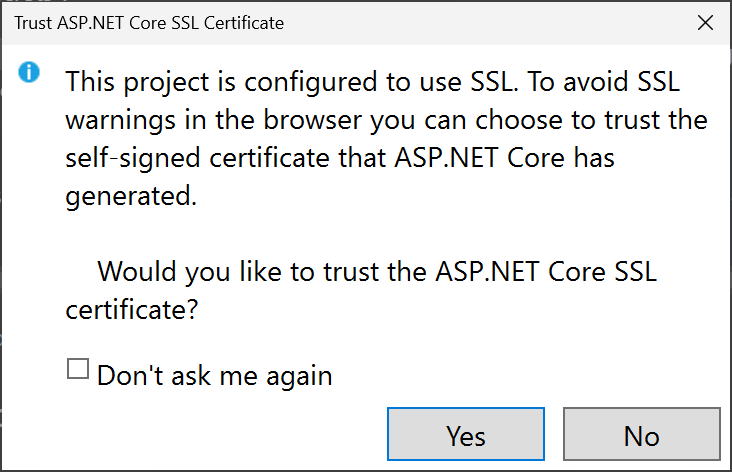 Trust ASP.NET Core SSL Certificate
This project is configured to use SSL. To avoid SSL
warnings in the browser you can choose to trust the
self-signed certificate that ASP.NET Core has
generated.
Would you like to trust the ASP.NET Core SSL
certificate?
Don't ask me again
Yes No